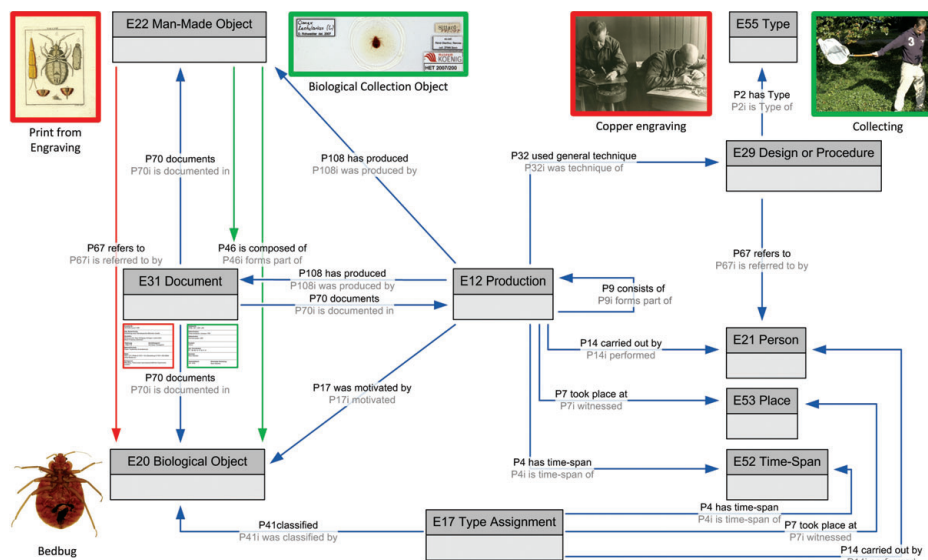 E22 Man-Made Object
Biological Collection Object
Print from
Engraving
Copper engraving
E55 Type
Collecting
3
P2 has Type
P2i is Type of
P70 documents
P70i is documented in
P108 has produced
P108i was produced by
P32 used general technique
P32i was technique of
E29 Design or Procedure
P67 refers to
P67i is referred to by
P46 is composed of
P46i forms part of
P67 refers to
P67i is referred to by
E31 Document
P108 has produced
P108i was produced by
E12 Production
P9 consists of
P9i forms part of
P70 documents
P70i is documented in
P70 documents
P70i is documented in
P14 carried out by
P14i performed
E21 Person
P17 was motivated by
P17i motivated
P7 took place at
P7i witnessed
E53 Place
E20 Biological Object
P4 has time-span
P4i is time-span of
E52 Time-Span
Bedbug
P41classified
P41i was classified by
E17 Type Assignment
P4 has time-span
P4i is time-span of
P7 took place at
P7i witnessed
P14 carried out by
KOENIG
HET 2007/200